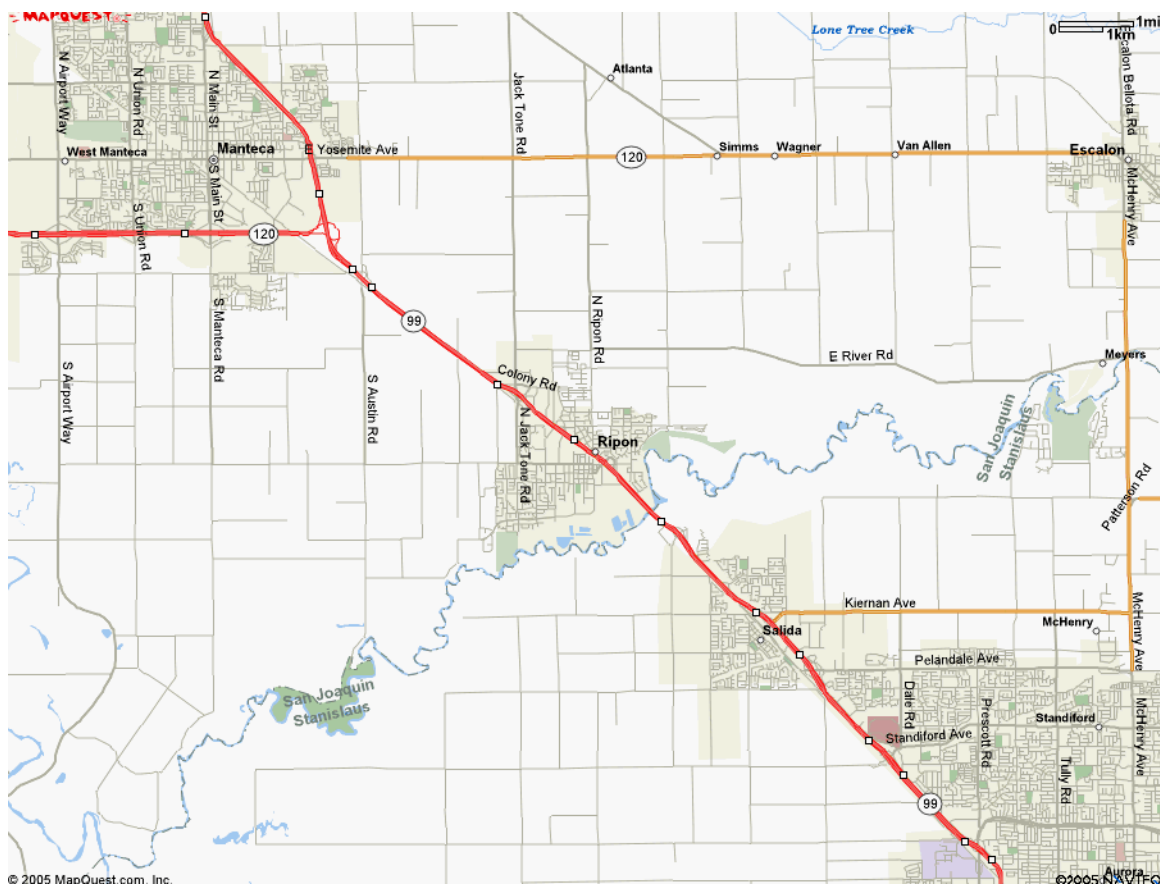 MAPQUEST
Lone Tree Creek
0 1mi
1km
N Airport Way
N Union Rd
N Main St
Jack Tone Rd
Atlanta
Escalon Bellota Rd
West Manteca
Manteca
E Yosemite Ave
120
Simms
Wagner
Van Allen
Escalon
S Main St
McHenry Ave
S Union Rd
120
S Manteca Rd
99
N Ripon Rd
E River Rd
Meyers
S Airport Way
S Austin Rd
Colony Rd
N Jack Tone Rd
Ripon
San Joaquin
Stanislaus
Patterson Rd
Kiernan Ave
McHenry
McHenry Ave
Salida
Pelandale Ave
San Joaquin
Stanislaus
Dale Rd
Prescott Rd
Standiford
Standiford Ave
McHenry Ave
Tully Rd
99
Aurora
© 2005 MapQuest.com, Inc.
©2005 NAVTEQ